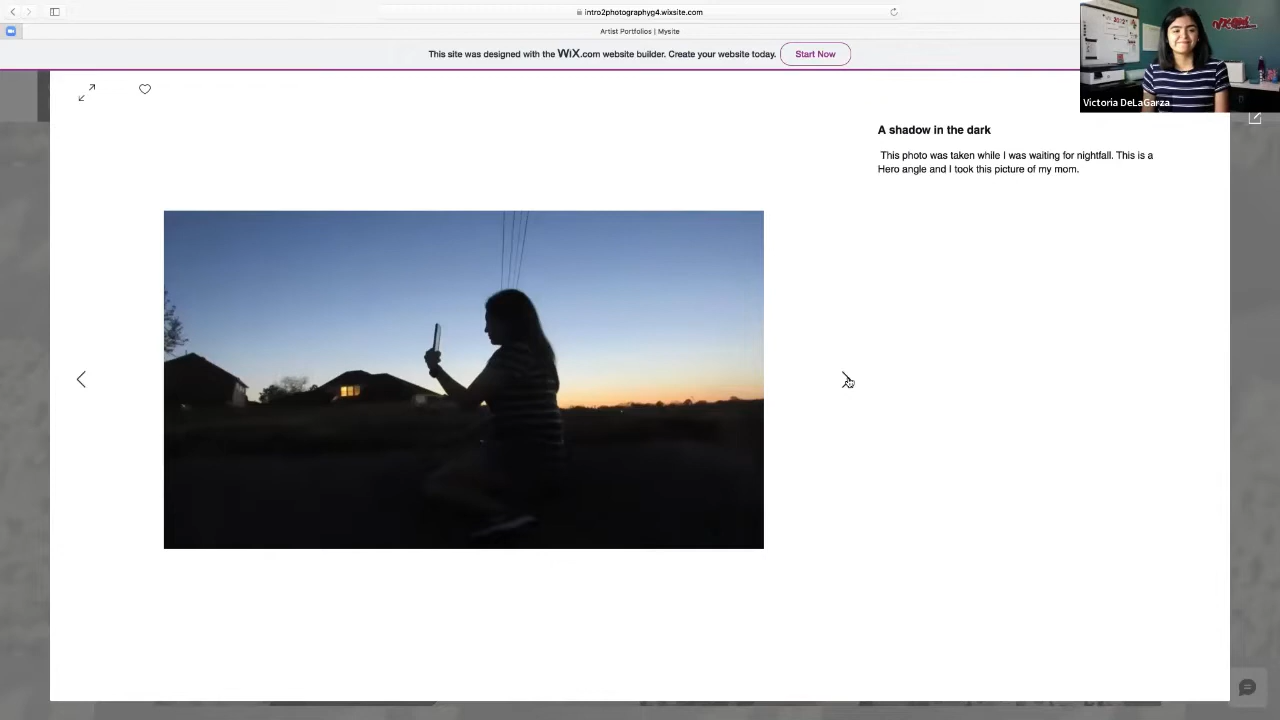 intro2photographyg4.wixsite.com
Artist Portfolios | Mysite
This site was designed with the WiX.com website builder. Create your website today.
Start Now
Victoria DeLaGarza
A shadow in the dark
This photo was taken while I was waiting for nightfall. This is a
Hero angle and I took this picture of my mom.